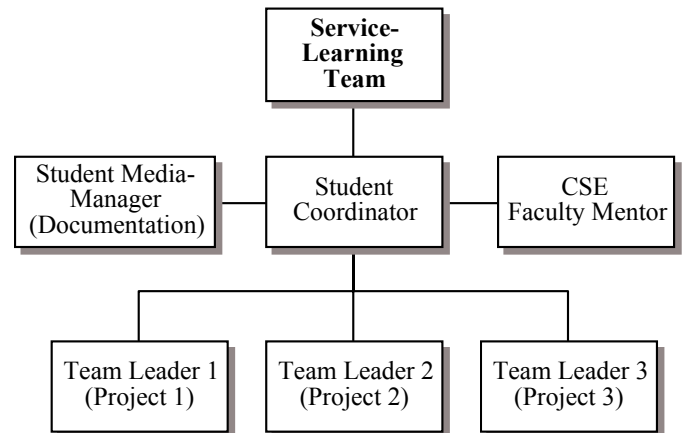 Service-
Learning
Team
Student Media-
Manager
(Documentation)
Student
Coordinator
CSE
Faculty Mentor
Team Leader 1
(Project 1)
Team Leader 2
(Project 2)
Team Leader 3
(Project 3)